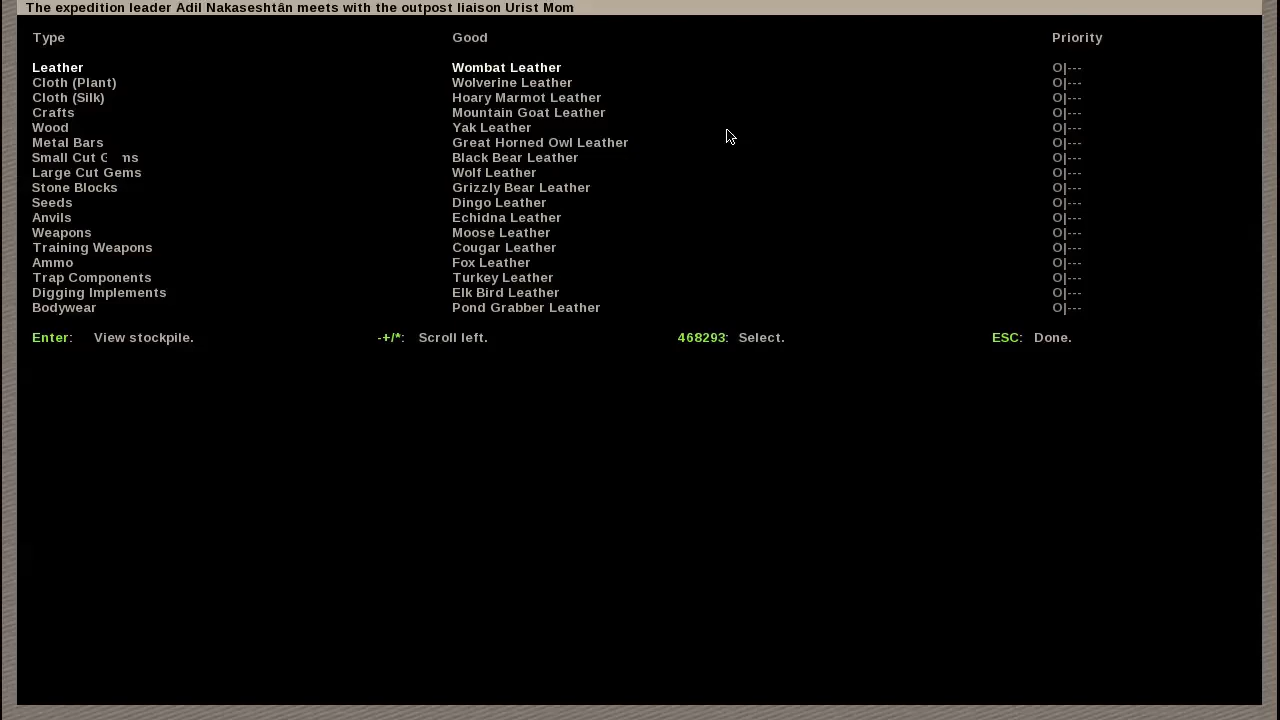 The expedition leader Adil Nakaseshtân meets with the outpost liaison Urist Mom
Type Good Priority
Leather Wombat Leather O|---
Cloth (Plant) Wolverine Leather O|---
Cloth (Silk) Hoary Marmot Leather O|---
Crafts Mountain Goat Leather O|---
Wood Yak Leather O|---
Metal Bars Great Horned Owl Leather O|---
Small Cut G ms Black Bear Leather O|---
Large Cut Gems Wolf Leather O|---
Stone Blocks Grizzly Bear Leather O|---
Seeds Dingo Leather O|---
Anvils Echidna Leather O|---
Weapons Moose Leather O|---
Training Weapons Cougar Leather O|---
Ammo Fox Leather O|---
Trap Components Turkey Leather O|---
Digging Implements Elk Bird Leather O|---
Bodywear Pond Grabber Leather O|---
Enter: View stockpile. -+/*: Scroll left. 468293: Select. ESC: Done.